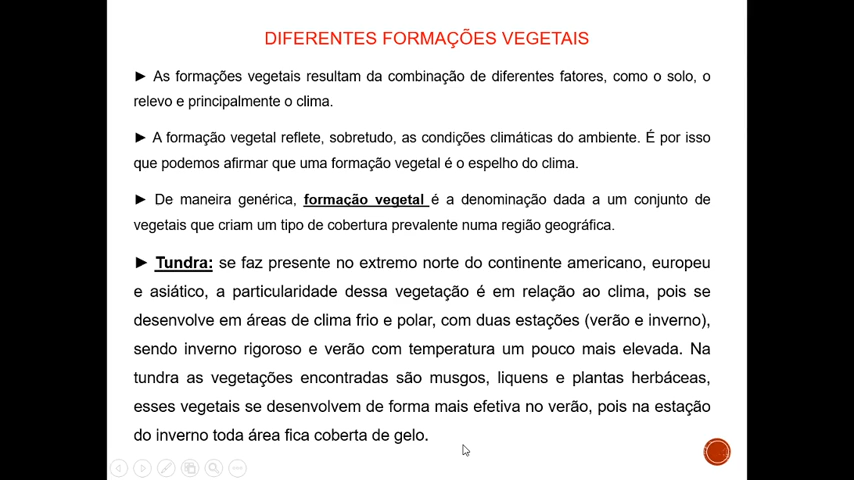 DIFERENTES FORMAÇÕES VEGETAIS
► As formações vegetais resultam da combinação de diferentes fatores, como o solo, o
relevo e principalmente o clima.
► A formação vegetal reflete, sobretudo, as condições climáticas do ambiente. É por isso
que podemos afirmar que uma formação vegetal é o espelho do clima.
► De maneira genérica, formação vegetal é a denominação dada a um conjunto de
vegetais que criam um tipo de cobertura prevalente numa região geográfica.
► Tundra: se faz presente no extremo norte do continente americano, europeu
e asiático, a particularidade dessa vegetação é em relação ao clima, pois se
desenvolve em áreas de clima frio e polar, com duas estações (verão e inverno),
sendo inverno rigoroso e verão com temperatura um pouco mais elevada. Na
tundra as vegetações encontradas são musgos, liquens e plantas herbáceas,
esses vegetais se desenvolvem de forma mais efetiva no verão, pois na estação
do inverno toda área fica coberta de gelo.